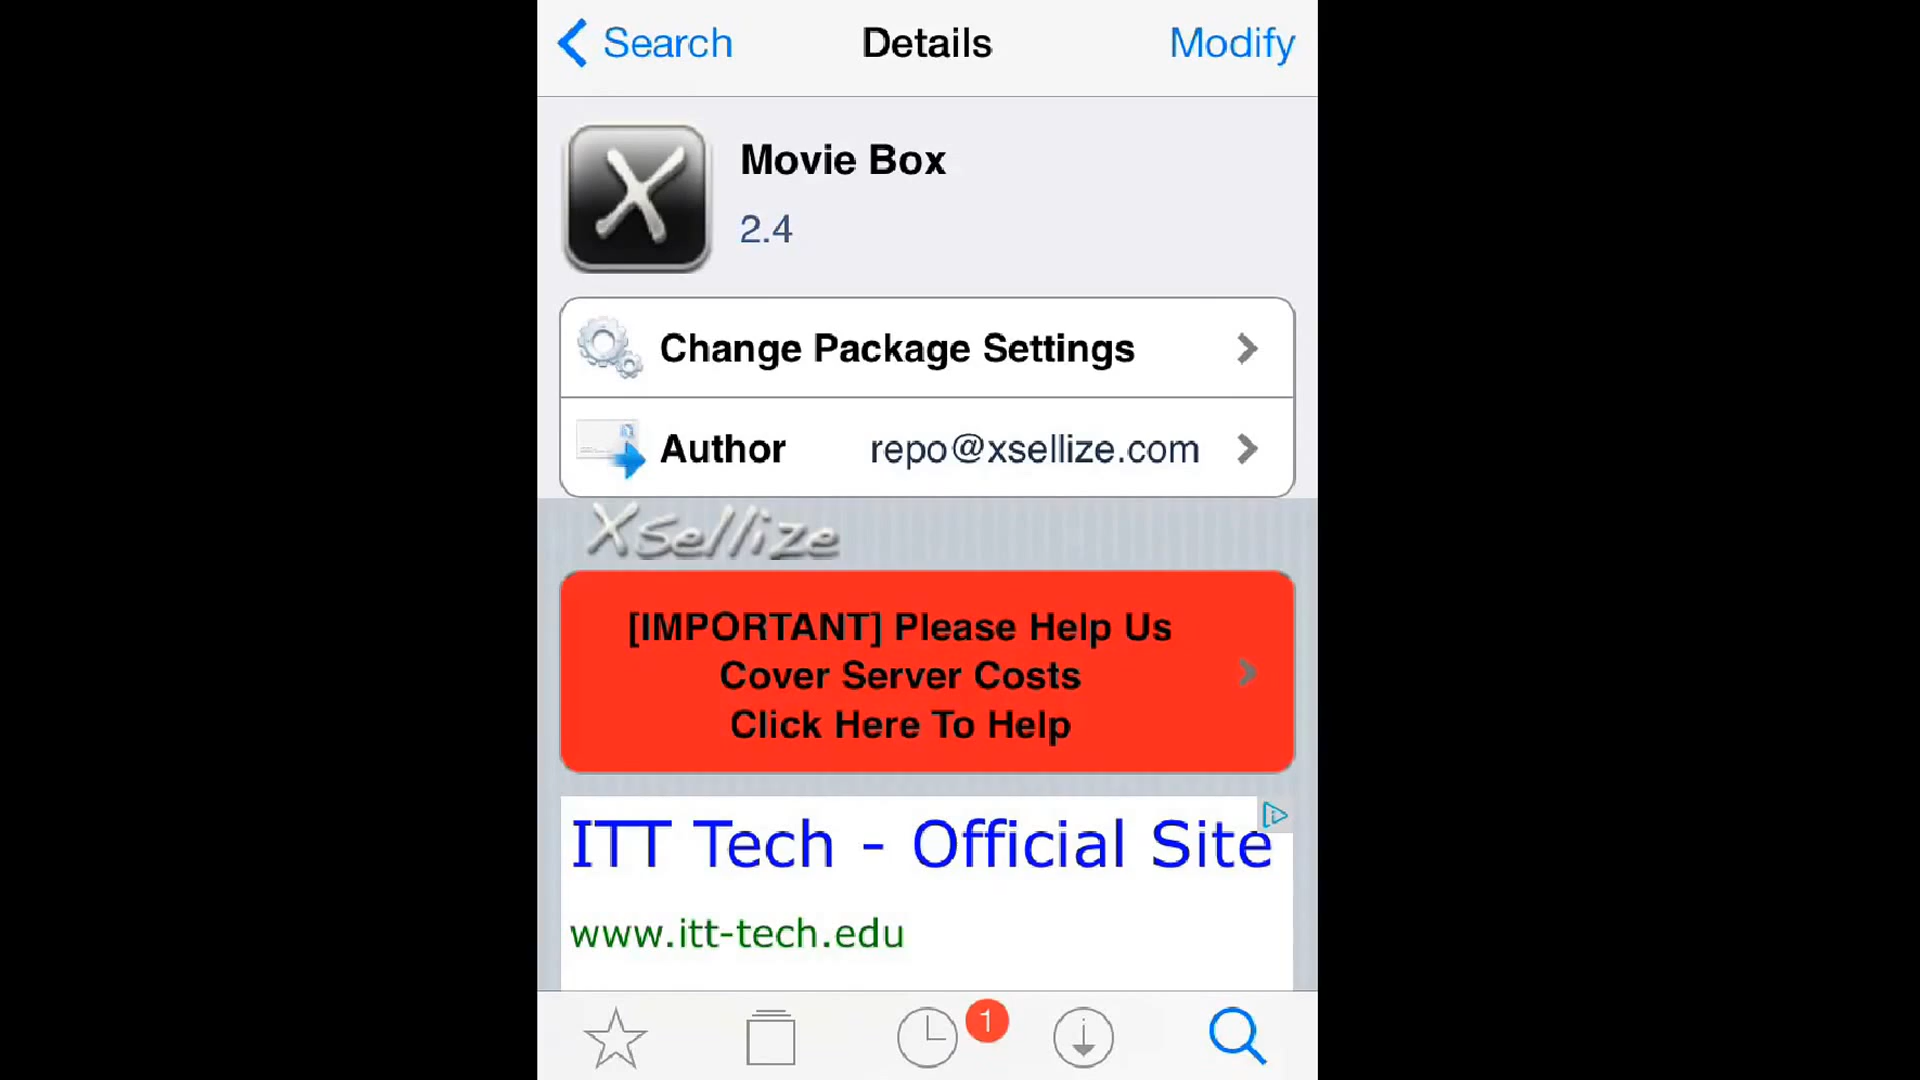 Search
Details
Modify
Movie Box
2.4
Change Package Settings
Author
repo@xsellize.com
Xsellize
[IMPORTANT] Please Help Us
Cover Server Costs
Click Here To Help
ITT Tech - Official Site
www.itt-tech.edu
1